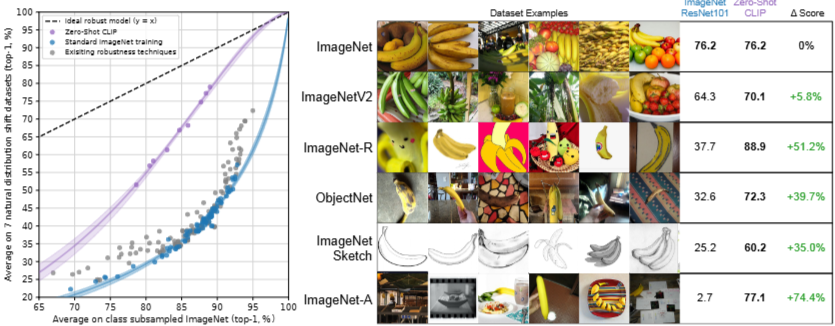 Ideal robust model (y = x)
Zero-Shot CLIP
Standard ImageNet training
Exisiting robustness techniques
Average on 7 natural distribution shift datasets (top-1, %)
100
95
90
85
80
75
70
65
60
55
50
45
40
35
30
25
20
65 70 75 80 85 90 95 100
Average on class subsampled ImageNet (top-1, %)
Dataset Examples
ImageNet Zero-Shot
ResNet101 CLIP Δ Score
ImageNet 76.2 76.2 0%
ImageNetV2 64.3 70.1 +5.8%
ImageNet-R 37.7 88.9 +51.2%
ObjectNet 32.6 72.3 +39.7%
ImageNet
Sketch 25.2 60.2 +35.0%
ImageNet-A 2.7 77.1 +74.4%